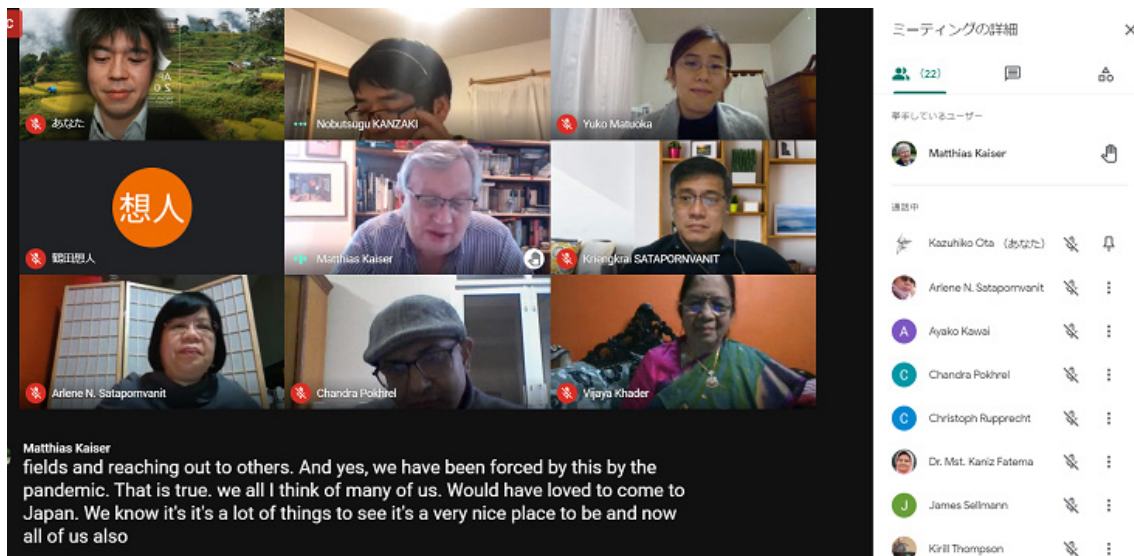 C
あなた
Nobutsugu KANZAKI
Yuko Matuoka
想人
鶴田想人
Matthias Kaiser
Kriengkrai SATAPORNVANIT
Arlene N. Satapornvanit
Chandra Pokhrel
Vijaya Khader
Matthias Kaiser
fields and reaching out to others. And yes, we have been forced by this by the
pandemic. That is true. we all I think of many of us. Would have loved to come to
Japan. We know it's it's a lot of things to see it's a very nice place to be and now
all of us also
ミーティングの詳細
(22)
挙手しているユーザー
Matthias Kaiser
通話中
Kazuhiko Ota (あなた)
Arlene N. Satapornvanit
A
Ayako Kawai
C
Chandra Pokhrel
C
Christoph Rupprecht
Dr. Mst. Kaniz Fatema
J
James Sellmann
Kirill Thompson